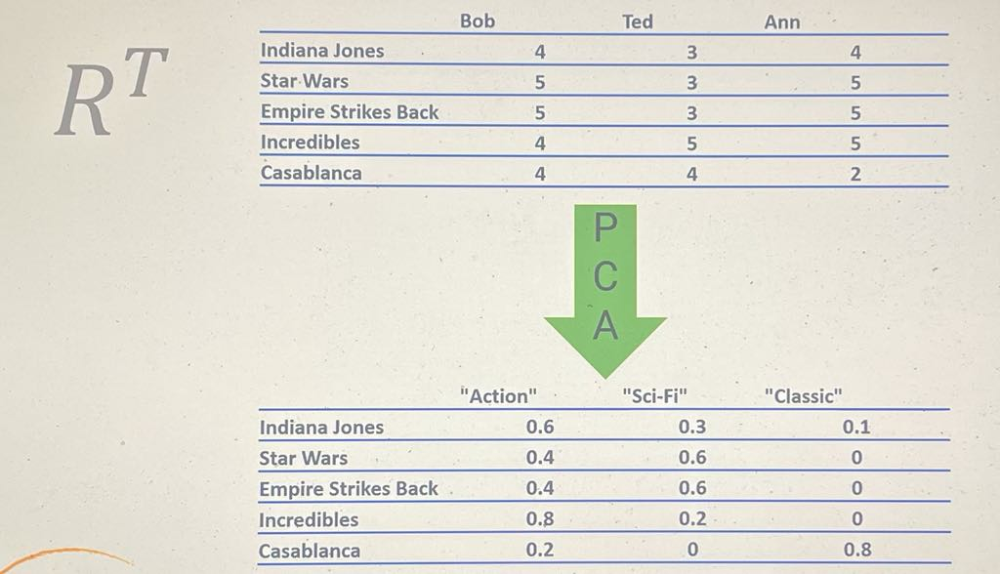 R^T
Bob Ted Ann
Indiana Jones 4 3 4
Star Wars 5 3 5
Empire Strikes Back 5 3 5
Incredibles 4 5 5
Casablanca 4 4 2
P
C
A
"Action" "Sci-Fi" "Classic"
Indiana Jones 0.6 0.3 0.1
Star Wars 0.4 0.6 0
Empire Strikes Back 0.4 0.6 0
Incredibles 0.8 0.2 0
Casablanca 0.2 0 0.8